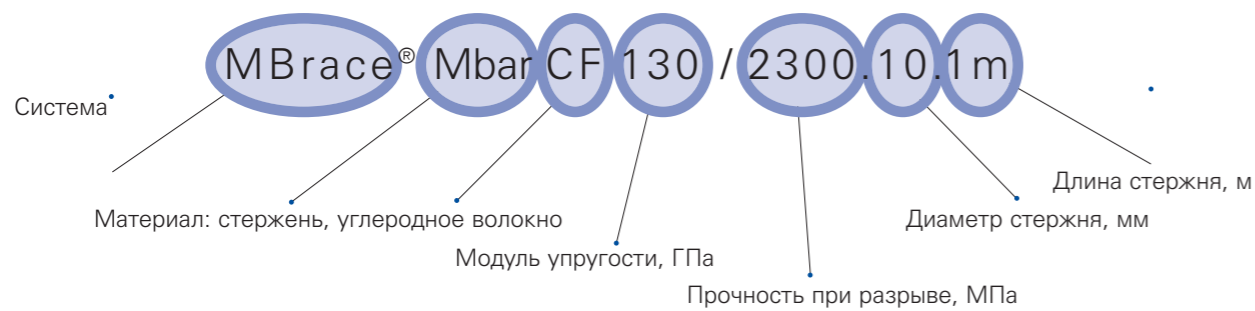 MBrace® Mbar CF 130 / 2300.10.1m
Система
Длина стержня, м
Материал: стержень, углеродное волокно
Диаметр стержня, мм
Модуль упругости, ГПа
Прочность при разрыве, МПа